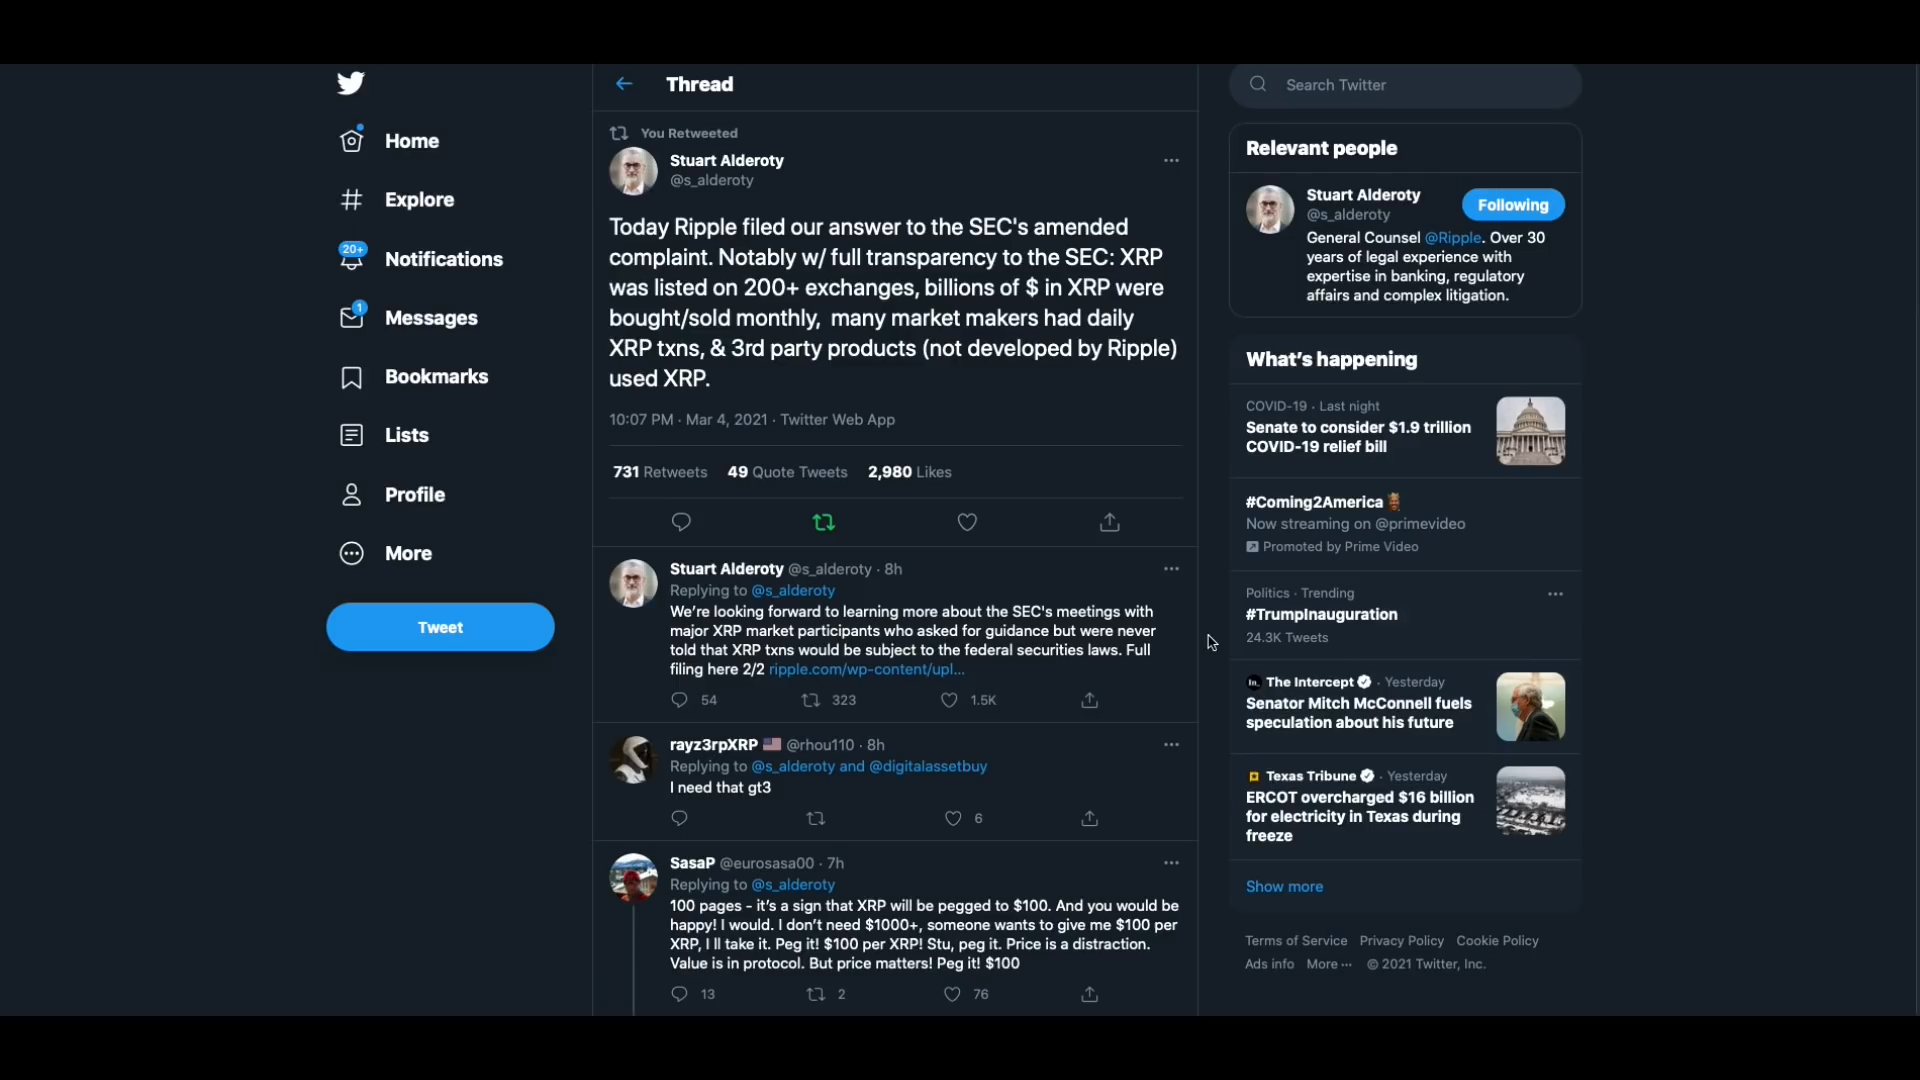 Home
Explore
20+
Notifications
1
Messages
Bookmarks
Lists
Profile
More
Tweet
Thread
You Retweeted
Stuart Alderoty
@s_alderoty
Today Ripple filed our answer to the SEC's amended
complaint. Notably w/ full transparency to the SEC: XRP
was listed on 200+ exchanges, billions of $ in XRP were
bought/sold monthly, many market makers had daily
XRP txns, & 3rd party products (not developed by Ripple)
used XRP.
10:07 PM · Mar 4, 2021 · Twitter Web App
731 Retweets 49 Quote Tweets 2,980 Likes
Stuart Alderoty @s_alderoty · 8h
Replying to @s_alderoty
We're looking forward to learning more about the SEC's meetings with
major XRP market participants who asked for guidance but were never
told that XRP txns would be subject to the federal securities laws. Full
filing here 2/2 ripple.com/wp-content/upl...
54 323 1.5K
rayz3rpXRP 🇺🇸 @rhou110 · 8h
Replying to @s_alderoty and @digitalassetbuy
I need that gt3
6
SasaP @eurosasa00 · 7h
Replying to @s_alderoty
100 pages - it's a sign that XRP will be pegged to $100. And you would be
happy! I would. I don't need $1000+, someone wants to give me $100 per
XRP, I ll take it. Peg it! $100 per XRP! Stu, peg it. Price is a distraction.
Value is in protocol. But price matters! Peg it! $100
13 2 76
Search Twitter
Relevant people
Stuart Alderoty
@s_alderoty
Following
General Counsel @Ripple. Over 30
years of legal experience with
expertise in banking, regulatory
affairs and complex litigation.
What's happening
COVID-19 · Last night
Senate to consider $1.9 trillion
COVID-19 relief bill
#Coming2America
Now streaming on @primevideo
Promoted by Prime Video
Politics · Trending
#TrumpInauguration
24.3K Tweets
In. The Intercept · Yesterday
Senator Mitch McConnell fuels
speculation about his future
Texas Tribune · Yesterday
ERCOT overcharged $16 billion
for electricity in Texas during
freeze
Show more
Terms of Service Privacy Policy Cookie Policy
Ads info More ··· © 2021 Twitter, Inc.